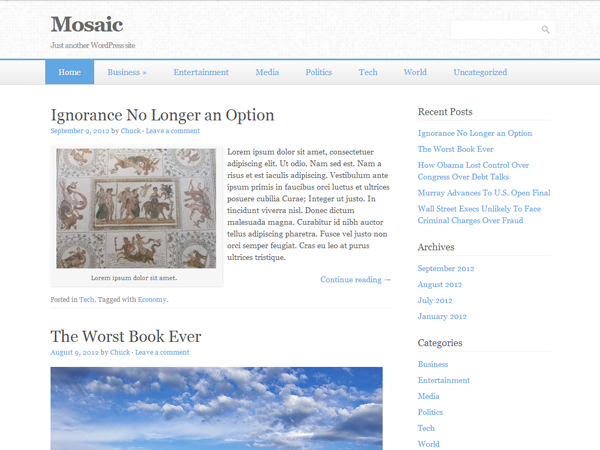 Mosaic
Just another WordPress site
Home Business » Entertainment Media Politics Tech World Uncategorized
Ignorance No Longer an Option
September 9, 2012 by Chuck · Leave a comment
Lorem ipsum dolor sit amet, consectetuer
adipiscing elit. Ut odio. Nam sed est. Nam a
risus et est iaculis adipiscing. Vestibulum ante
ipsum primis in faucibus orci luctus et ultrices
posuere cubilia Curae; Integer ut justo. In
tincidunt viverra nisl. Donec dictum
malesuada magna. Curabitur id nibh auctor
tellus adipiscing pharetra. Fusce vel justo non
orci semper feugiat. Cras eu leo at purus
ultrices tristique.
Lorem ipsum dolor sit amet.
Continue reading →
Posted in Tech. Tagged with Economy.
The Worst Book Ever
August 9, 2012 by Chuck · Leave a comment
Recent Posts
Ignorance No Longer an Option
The Worst Book Ever
How Obama Lost Control Over
Congress Over Debt Talks
Murray Advances To U.S. Open Final
Wall Street Execs Unlikely To Face
Criminal Charges Over Fraud
Archives
September 2012
August 2012
July 2012
January 2012
Categories
Business
Entertainment
Media
Politics
Tech
World